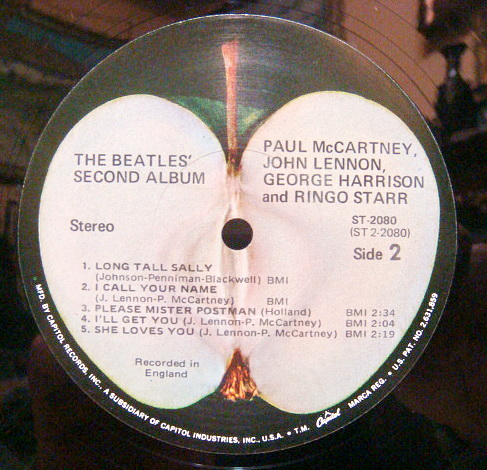 THE BEATLES'
SECOND ALBUM
PAUL McCARTNEY,
JOHN LENNON,
GEORGE HARRISON
and RINGO STARR
Stereo
ST-2080
(ST 2-2080)
Side 2
1. LONG TALL SALLY
(Johnson-Penniman-Blackwell) BMI
2. I CALL YOUR NAME
(J. Lennon-P. McCartney) BMI
3. PLEASE MISTER POSTMAN (Holland) BMI 2:34
4. I'LL GET YOU (J. Lennon-P. McCartney) BMI 2:04
5. SHE LOVES YOU (J. Lennon-P. McCartney) BMI 2:19
Recorded in
England
MFD. BY CAPITOL RECORDS, INC., A SUBSIDIARY OF CAPITOL INDUSTRIES, INC., U.S.A. • T.M. Capitol MARCA REG. • U.S. PAT. NO. 2,631,859